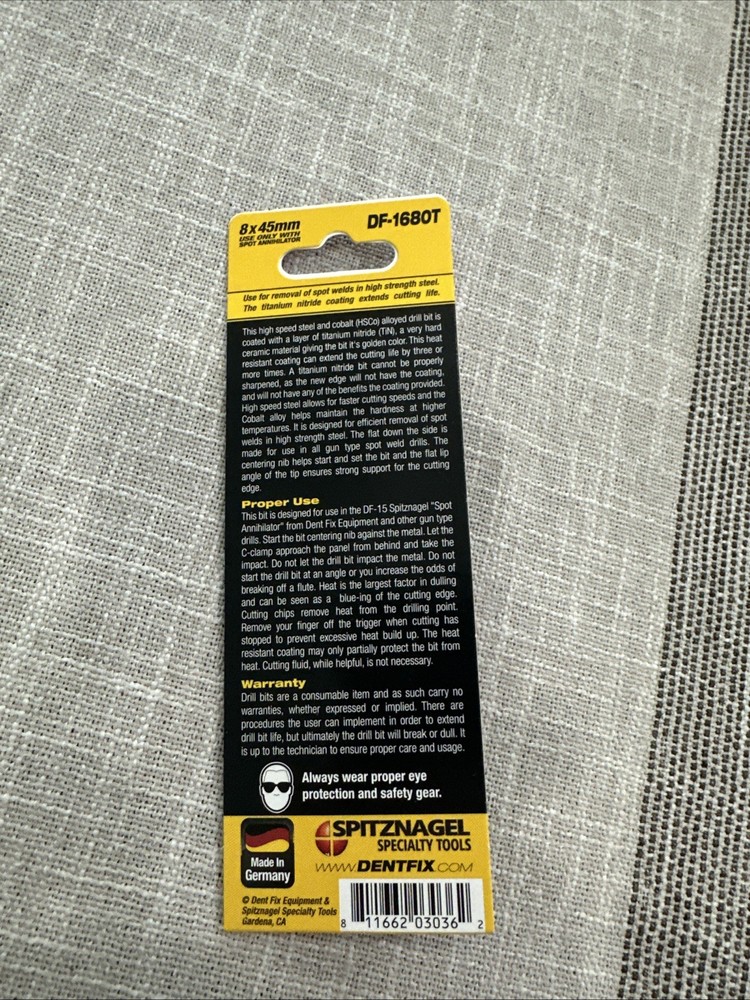 8x45mm
USE ONLY WITH
SPOT ANNIHILATOR
DF-1680T
Use for removal of spot welds in high strength steel.
The titanium nitride coating extends cutting life.
This high speed steel and cobalt (HSCo) alloyed drill bit is
coated with a layer of titanium nitride (TiN), a very hard
ceramic material giving the bit it's golden color. This heat
resistant coating can extend the cutting life by three or
more times. A titanium nitride bit cannot be properly
sharpened, as the new edge will not have the coating,
and will not have any of the benefits the coating provided.
High speed steel allows for faster cutting speeds and the
Cobalt alloy helps maintain the hardness at higher
temperatures. It is designed for efficient removal of spot
welds in high strength steel. The flat down the side is
made for use in all gun type spot weld drills. The
centering nib helps start and set the bit and the flat lip
angle of the tip ensures strong support for the cutting
edge.
Proper Use
This bit is designed for use in the DF-15 Spitznagel "Spot
Annihilator" from Dent Fix Equipment and other gun type
drills. Start the bit centering nib against the metal. Let the
C-clamp approach the panel from behind and take the
impact. Do not let the drill bit impact the metal. Do not
start the drill bit at an angle or you increase the odds of
breaking off a flute. Heat is the largest factor in dulling
and can be seen as a blue-ing of the cutting edge.
Cutting chips remove heat from the drilling point.
Remove your finger off the trigger when cutting has
stopped to prevent excessive heat build up. The heat
resistant coating may only partially protect the bit from
heat. Cutting fluid, while helpful, is not necessary.
Warranty
Drill bits are a consumable item and as such carry no
warranties, whether expressed or implied. There are
procedures the user can implement in order to extend
drill bit life, but ultimately the drill bit will break or dull. It
is up to the technician to ensure proper care and usage.
Always wear proper eye
protection and safety gear.
Made In
Germany
SPITZNAGEL
SPECIALTY TOOLS
WWW.DENTFIX.COM
© Dent Fix Equipment &
Spitznagel Specialty Tools
Gardena, CA
8 11662 03036 2